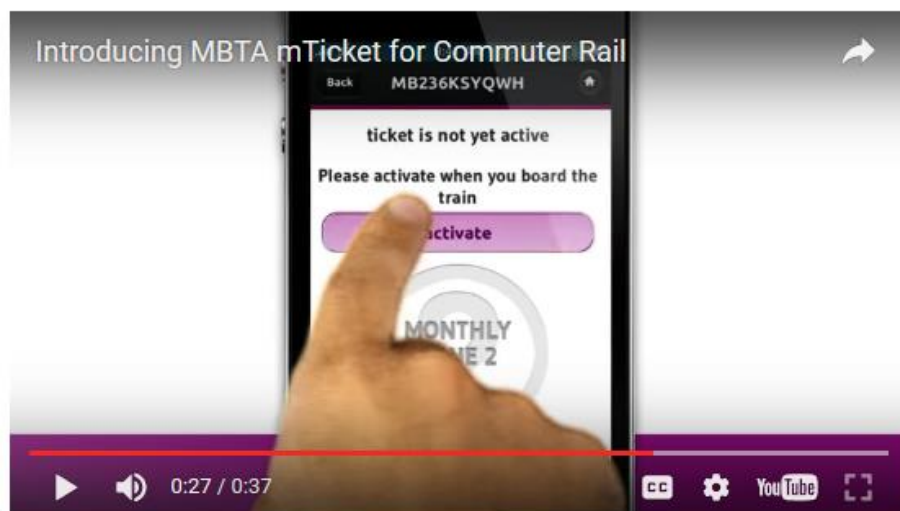 Introducing MBTA mTicket for Commuter Rail
Back MB236KSYQWH
ticket is not yet active
Please activate when you board the
train
activate
MONTHLY
0:27 / 0:37 CC YouTube